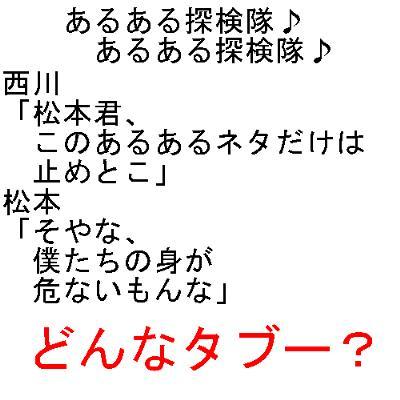 あるある探検隊♪
あるある探検隊♪
西川
「松本君、
このあるあるネタだけは
止めとこ」
松本
「そやな、
僕たちの身が
危ないもんな」
どんなタブー？